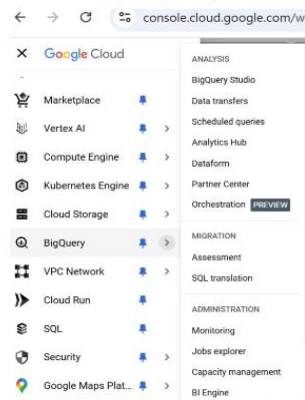 console.cloud.google.com/w
Google Cloud
Marketplace
Vertex AI
Compute Engine
Kubernetes Engine
Cloud Storage
BigQuery
VPC Network
Cloud Run
SQL
Security
Google Maps Plat...
ANALYSIS
BigQuery Studio
Data transfers
Scheduled queries
Analytics Hub
Dataform
Partner Center
Orchestration PREVIEW
MIGRATION
Assessment
SQL translation
ADMINISTRATION
Monitoring
Jobs explorer
Capacity management
BI Engine